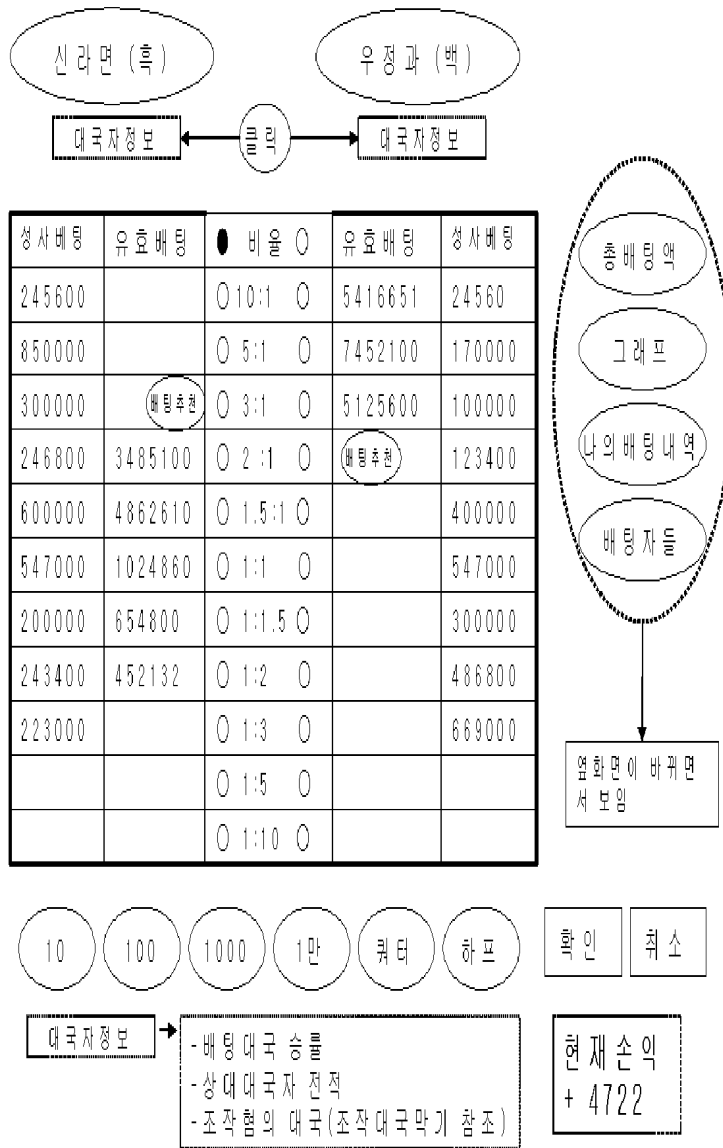 신라면 (흑) 우정과 (백)
대국자정보 클릭 대국자정보
성사베팅 유효배팅 ● 비율 ○ 유효배팅 성사베팅
245600 ○ 10:1 ○ 5416651 24560
850000 ○ 5:1 ○ 7452100 170000
300000 배팅추천 ○ 3:1 ○ 5125600 100000
246800 3485100 ○ 2 :1 ○ 배팅추천 123400
600000 4862610 ○ 1.5:1 ○ 400000
547000 1024860 ○ 1:1 ○ 547000
200000 654800 ○ 1:1.5 ○ 300000
243400 452132 ○ 1:2 ○ 486800
223000 ○ 1:3 ○ 669000
○ 1:5 ○
○ 1:10 ○
총배팅액
그래프
나의배팅내역
배팅자들
옆화면이 바뀌면
서 보임
10 100 1000 1만 쿼터 하프 확인 취소
대국자정보
-배팅대국 승률
-상대대국자 전적
-조작혐의 대국(조작대국막기 참조)
현재손익
+ 4722